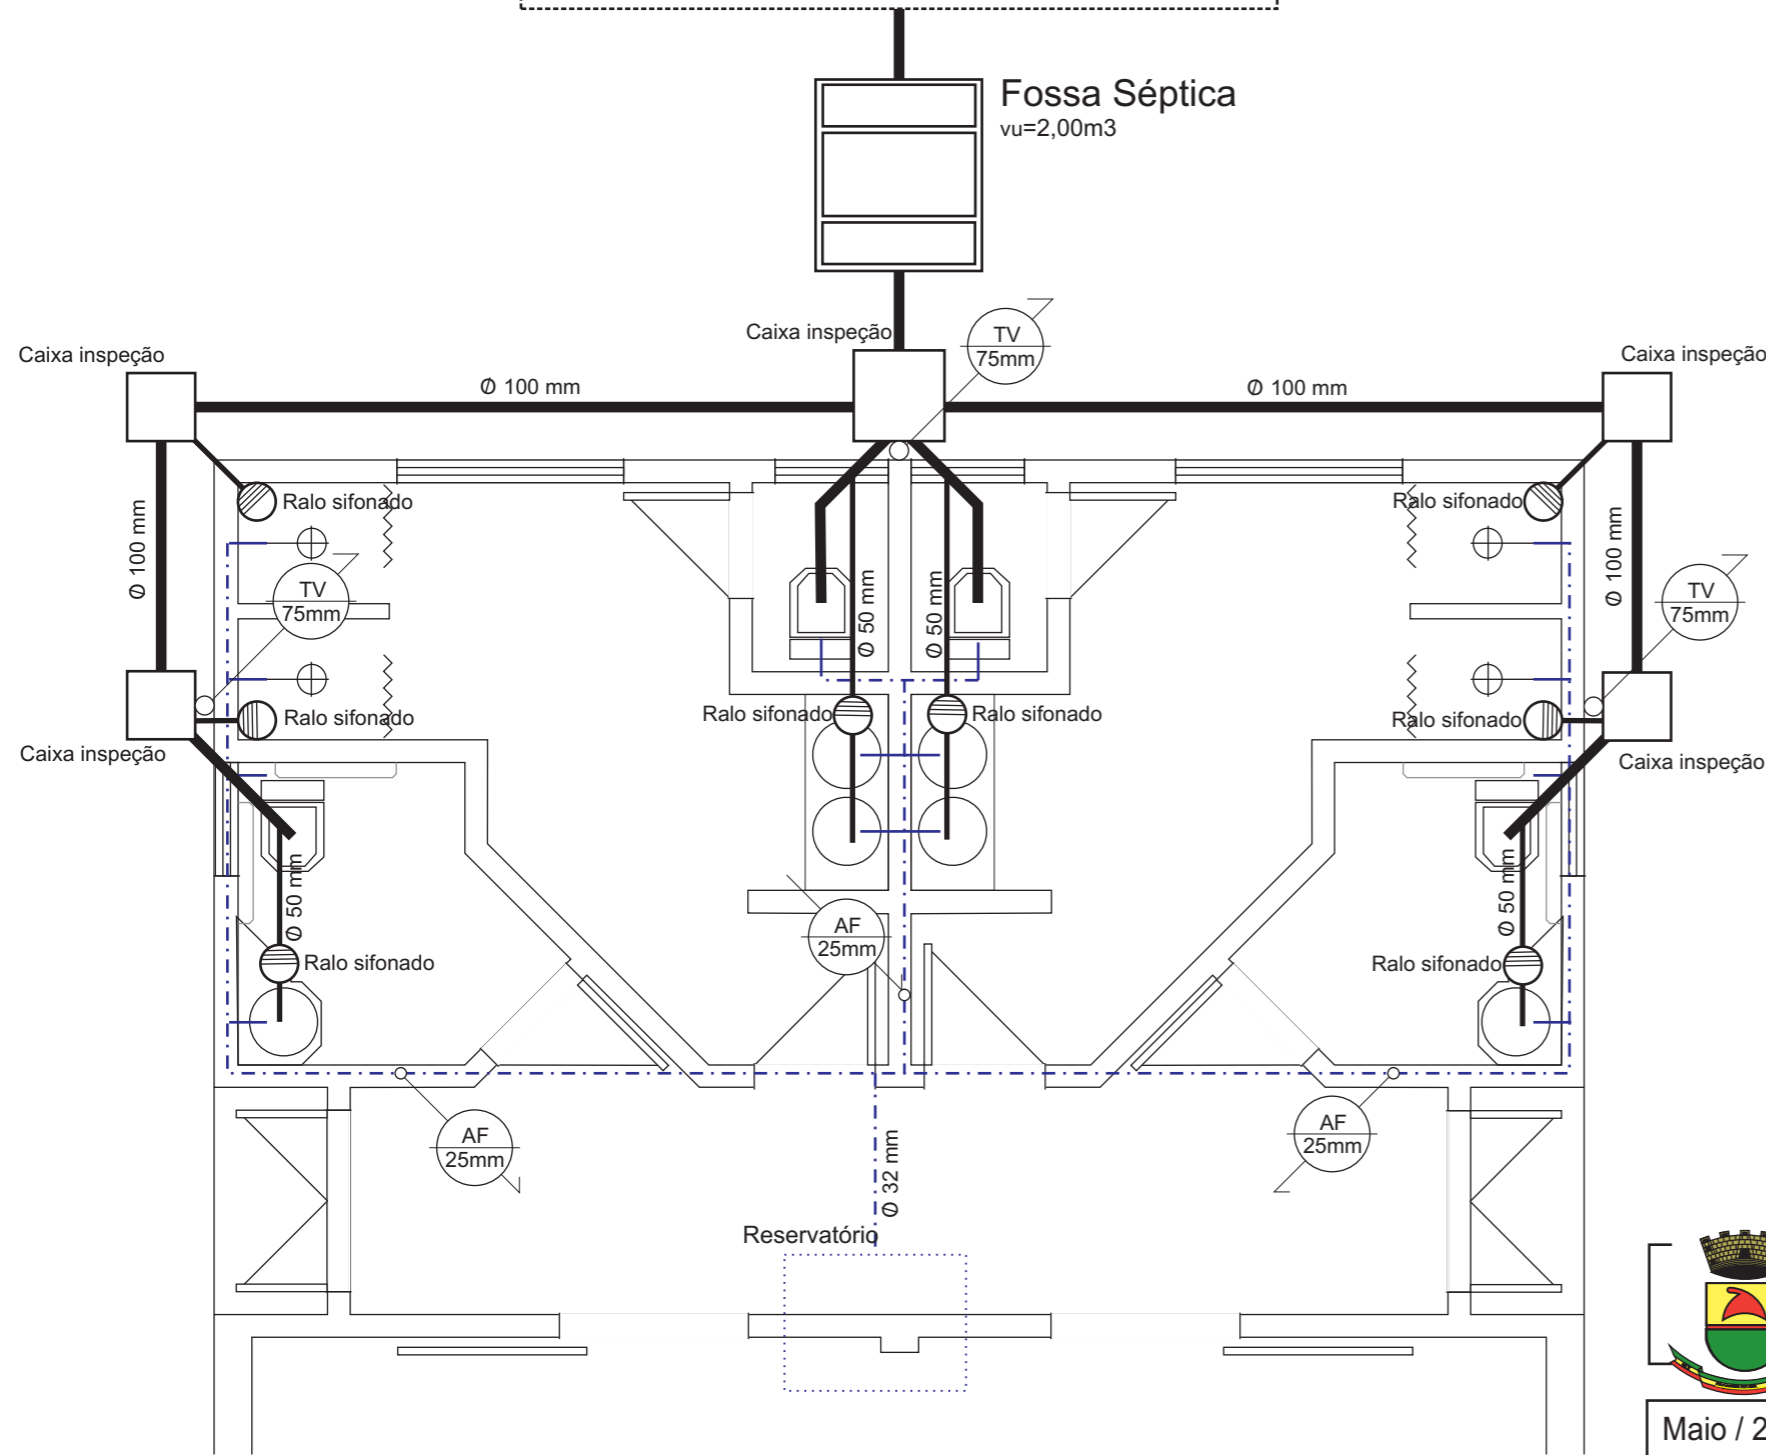 Fossa Séptica
vu=2,00m3
Caixa inspeção
TV
75mm
Caixa inspeção
Caixa inspeção
Ø 100 mm
Ø 100 mm
Ralo sifonado
Ralo sifonado
Ø 100 mm
Ø 100 mm
TV
75mm
TV
75mm
Ø 50 mm
Ø 50 mm
Ralo sifonado
Ralo sifonado
Ralo sifonado
Ralo sifonado
Caixa inspeção
Caixa inspeção
Ø 50 mm
Ø 50 mm
AF
25mm
Ralo sifonado
Ralo sifonado
AF
25mm
AF
25mm
Ø 32 mm
Reservatório
Maio / 2